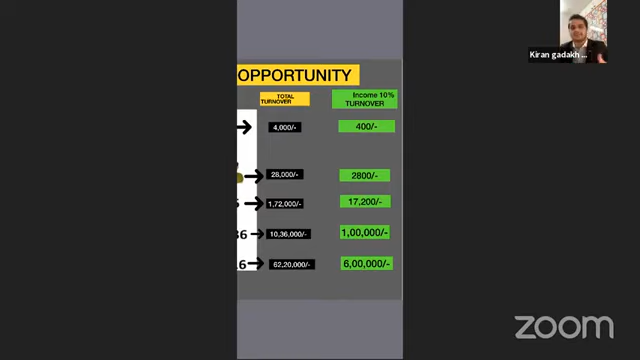 Kiran gadakh ...
OPPORTUNITY
TOTAL
TURNOVER
Income 10%
TURNOVER
4,000/-
400/-
28,000/-
2800/-
1,72,000/-
17,200/-
36
10,36,000/-
1,00,000/-
62,20,000/-
6,00,000/-
zoom